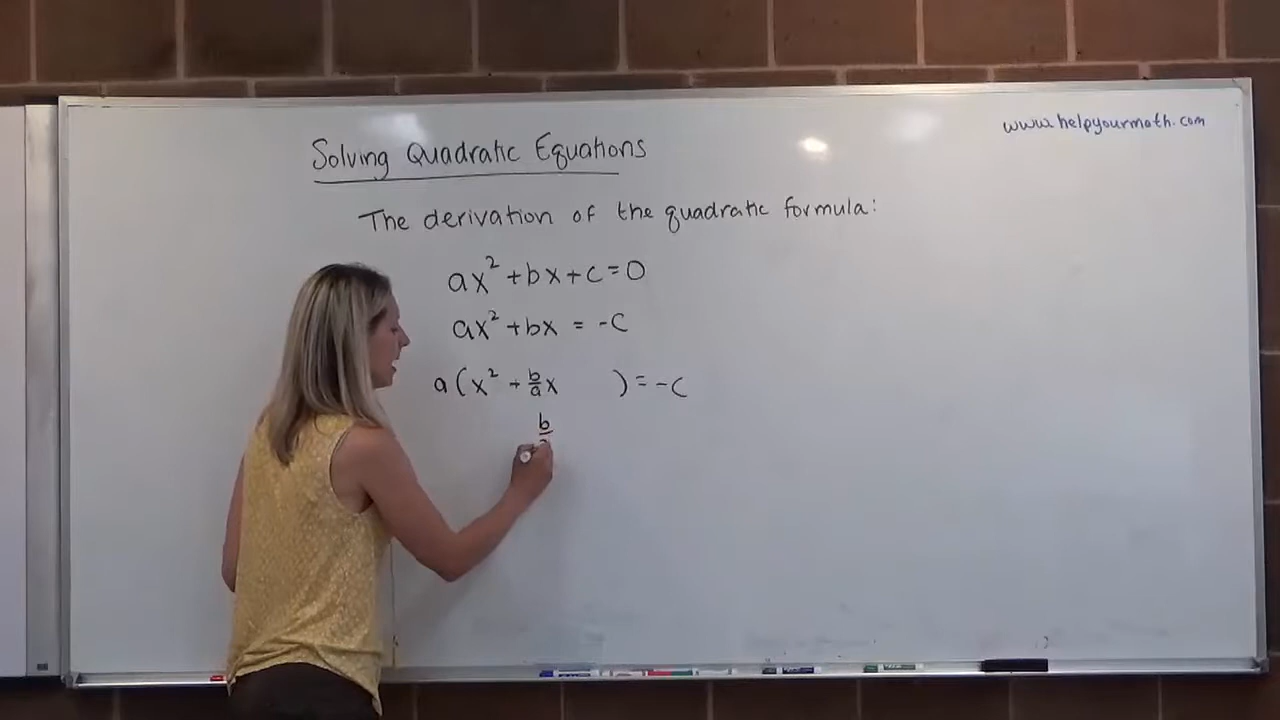 www.helpyourmath.com
Solving Quadratic Equations
The derivation of the quadratic formula:
ax² + bx + c = 0
ax² + bx = -c
a(x² + b/a x ) = -c
b